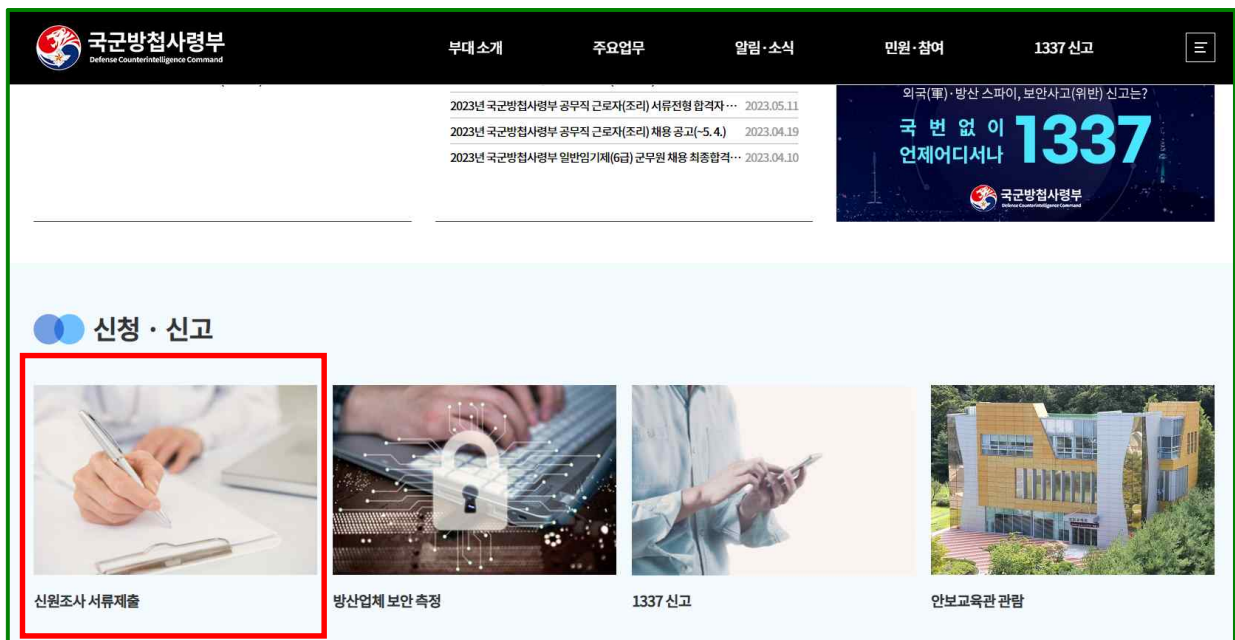 국군방첩사령부
Defense Counterintelligence Command
부대소개 주요업무 알림·소식 민원·참여 1337 신고
2023년 국군방첩사령부 공무직 근로자(조리) 서류전형 합격자 ··· 2023.05.11
2023년 국군방첩사령부 공무직 근로자(조리) 채용 공고(~5. 4.) 2023.04.19
2023년 국군방첩사령부 일반임기제(6급) 군무원 채용 최종합격··· 2023.04.10
외국(軍)·방산 스파이, 보안사고(위반) 신고는?
국번없이
언제어디서나
1337
국군방첩사령부
Defense Counterintelligence Command
신청 · 신고
신원조사 서류제출
방산업체 보안 측정
1337 신고
안보교육관 관람